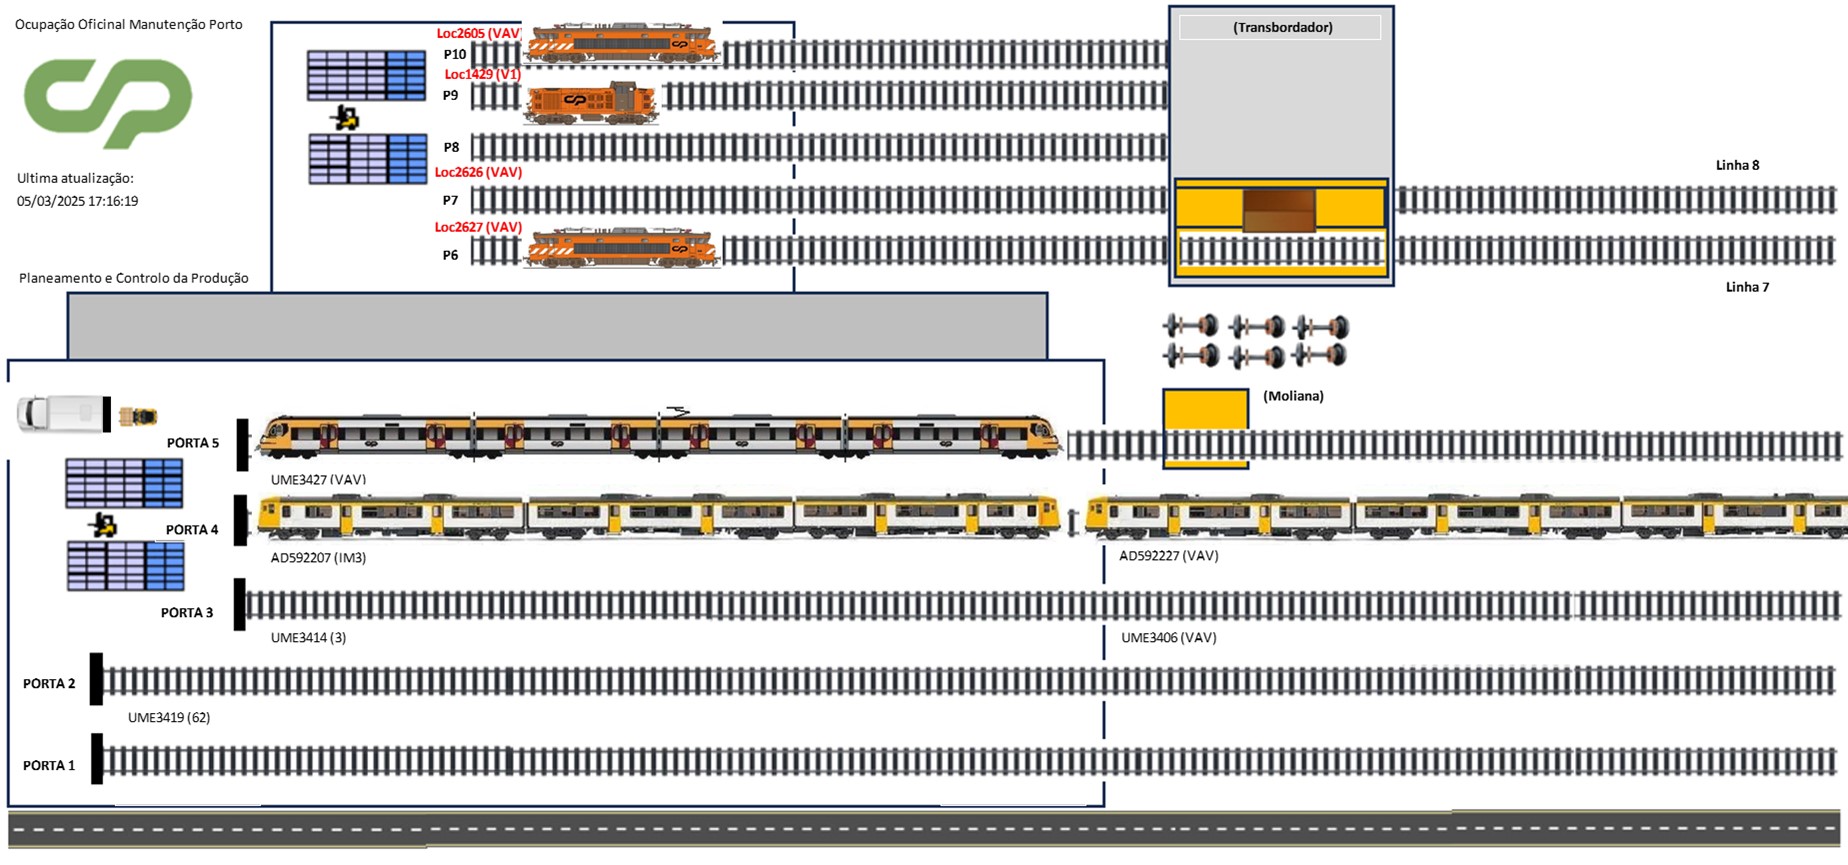 Ocupação Oficinal Manutenção Porto
Ultima atualização:
05/03/2025 17:16:19
Planeamento e Controlo da Produção
Loc2605 (VAV)
P10
Loc1429 (V1)
P9
P8
Loc2626 (VAV)
P7
Loc2627 (VAV)
P6
(Transbordador)
Linha 8
Linha 7
(Moliana)
PORTA 5
UME3427 (VAV)
PORTA 4
AD592207 (IM3)
AD592227 (VAV)
PORTA 3
UME3414 (3)
UME3406 (VAV)
PORTA 2
UME3419 (62)
PORTA 1